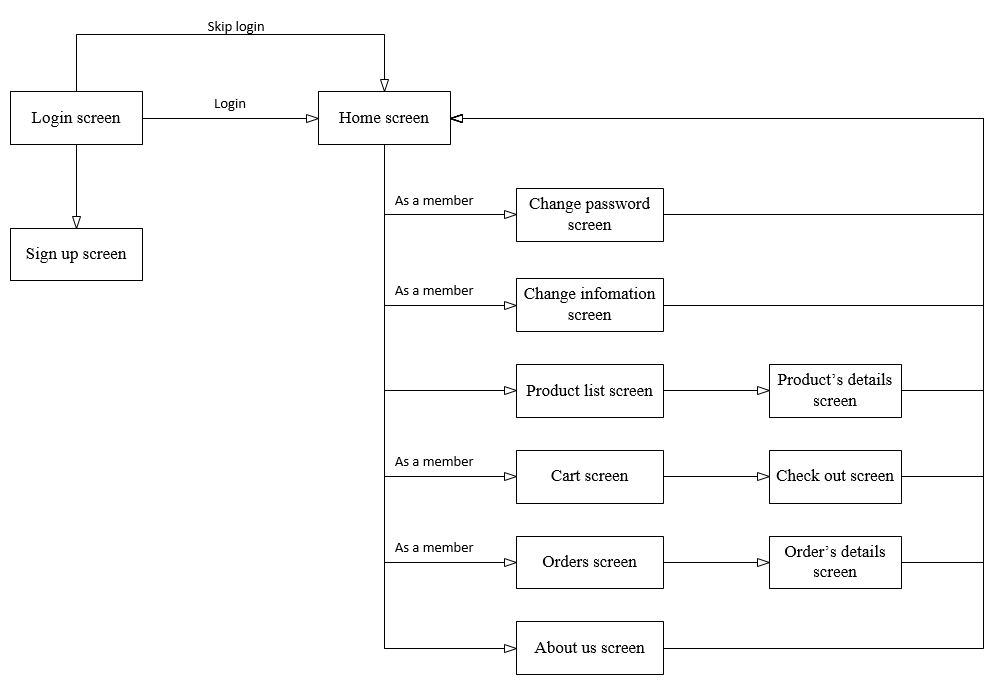 Skip login
Login screen
Login
Home screen
Sign up screen
As a member
Change password
screen
As a member
Change infomation
screen
Product list screen
Product’s details
screen
As a member
Cart screen
Check out screen
As a member
Orders screen
Order’s details
screen
About us screen